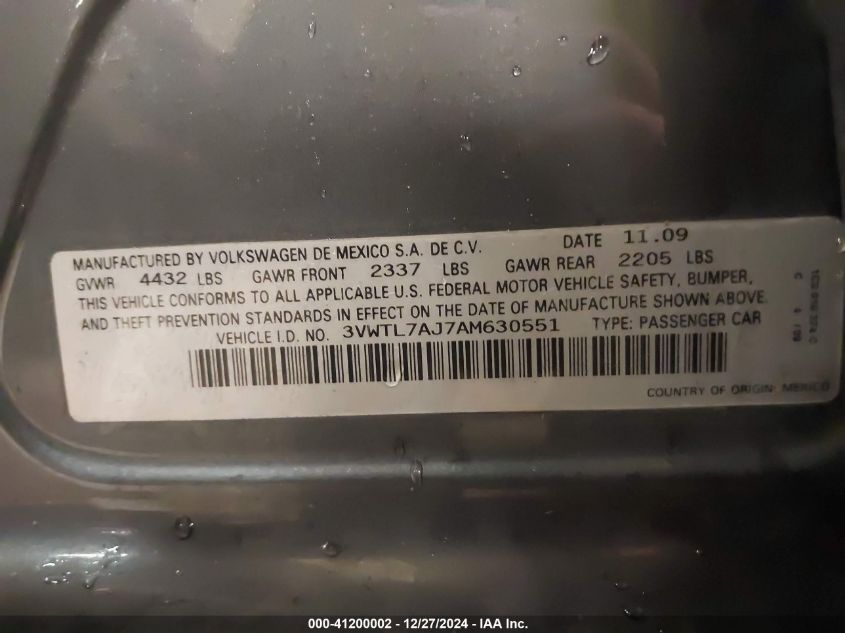 MANUFACTURED BY VOLKSWAGEN DE MEXICO S.A. DE C.V. DATE 11.09
GVWR 4432 LBS GAWR FRONT 2337 LBS GAWR REAR 2205 LBS
THIS VEHICLE CONFORMS TO ALL APPLICABLE U.S. FEDERAL MOTOR VEHICLE SAFETY, BUMPER,
AND THEFT PREVENTION STANDARDS IN EFFECT ON THE DATE OF MANUFACTURE SHOWN ABOVE.
VEHICLE I.D. NO. 3VWTL7AJ7AM630551 TYPE: PASSENGER CAR
COUNTRY OF ORIGIN: MEXICO
000-41200002 - 12/27/2024 - IAA Inc.